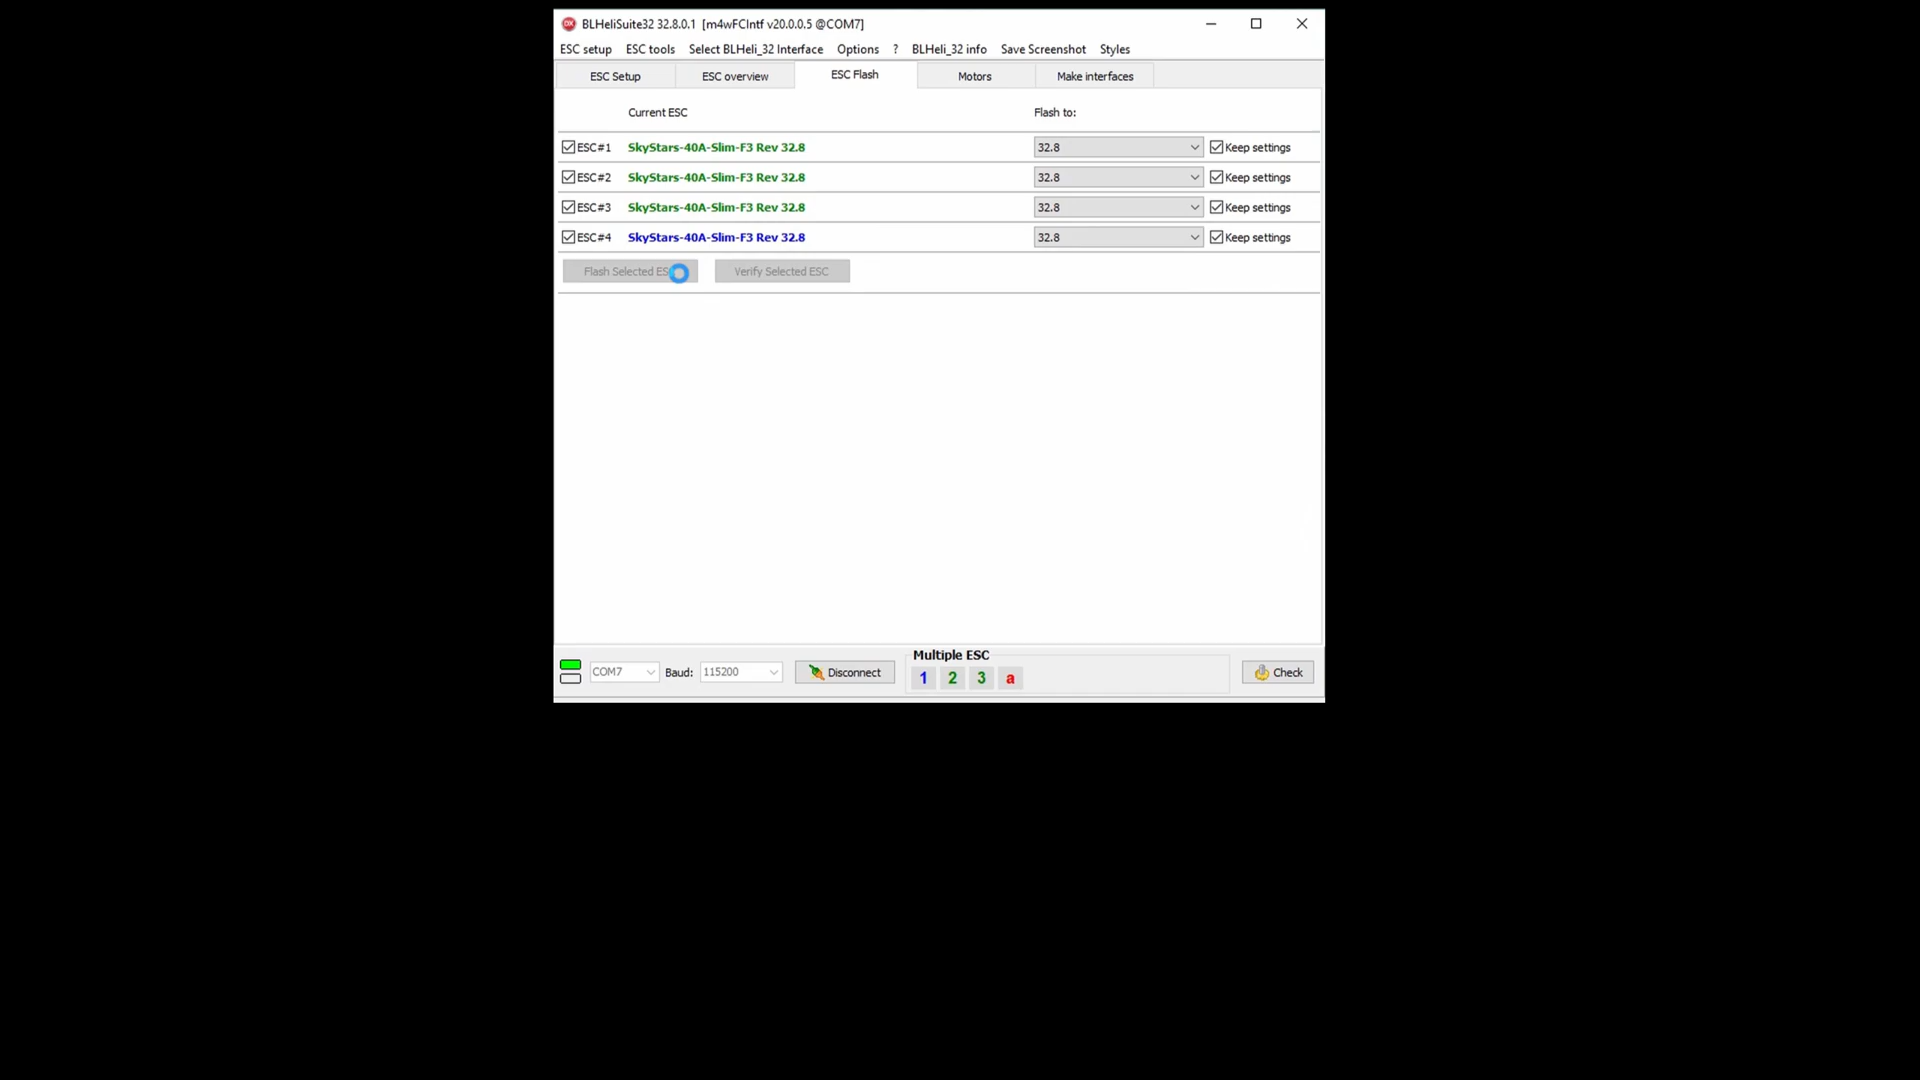 BLHeliSuite32 32.8.0.1 [m4wFCIntf v20.0.0.5 @COM7]
ESC setup ESC tools Select BLHeli_32 Interface Options ? BLHeli_32 info Save Screenshot Styles
ESC Setup ESC overview ESC Flash Motors Make interfaces
Current ESC Flash to:
ESC#1 SkyStars-40A-Slim-F3 Rev 32.8 32.8 Keep settings
ESC#2 SkyStars-40A-Slim-F3 Rev 32.8 32.8 Keep settings
ESC#3 SkyStars-40A-Slim-F3 Rev 32.8 32.8 Keep settings
ESC#4 SkyStars-40A-Slim-F3 Rev 32.8 32.8 Keep settings
Flash Selected Verify Selected ESC
Multiple ESC
COM7 Baud: 115200 Disconnect 1 2 3 a Check